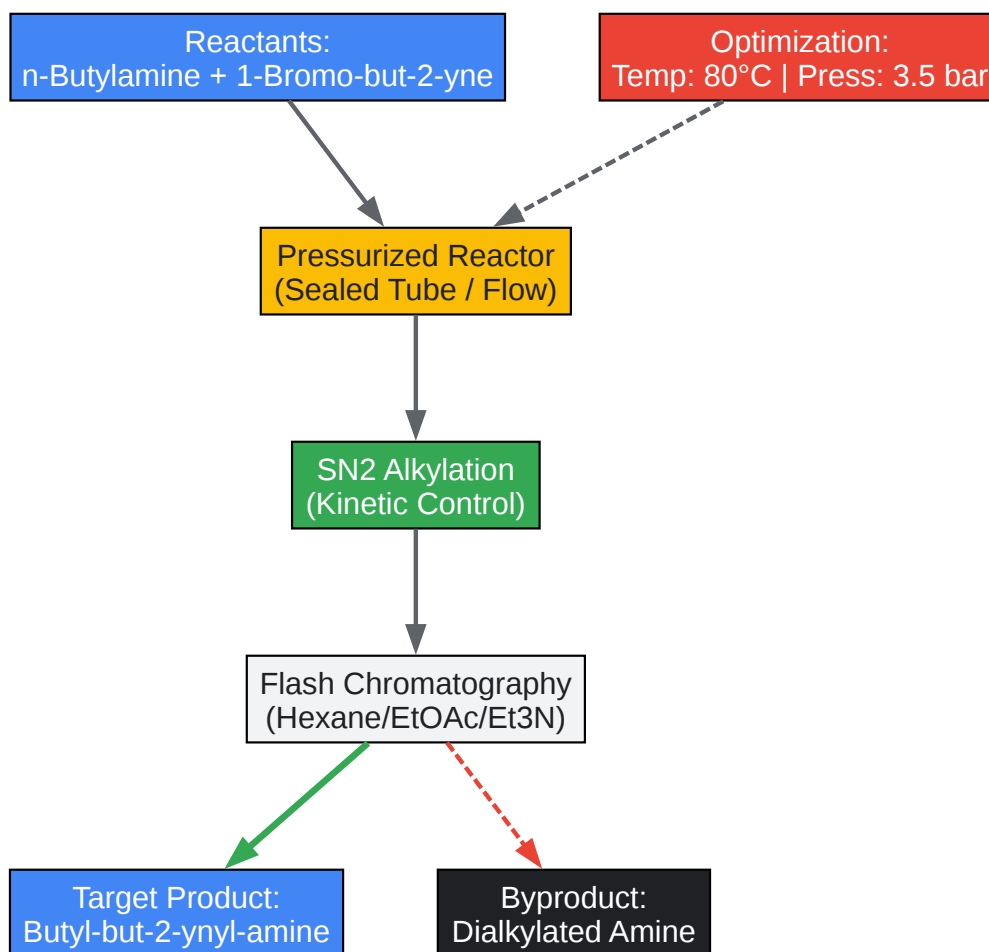 Reactants:
n-Butylamine + 1-Bromo-but-2-yne
Optimization:
Temp: 80°C | Press: 3.5 bar
Pressurized Reactor
(Sealed Tube / Flow)
SN2 Alkylation
(Kinetic Control)
Flash Chromatography
(Hexane/EtOAc/Et3N)
Target Product:
Butyl-but-2-ynyl-amine
Byproduct:
Dialkylated Amine